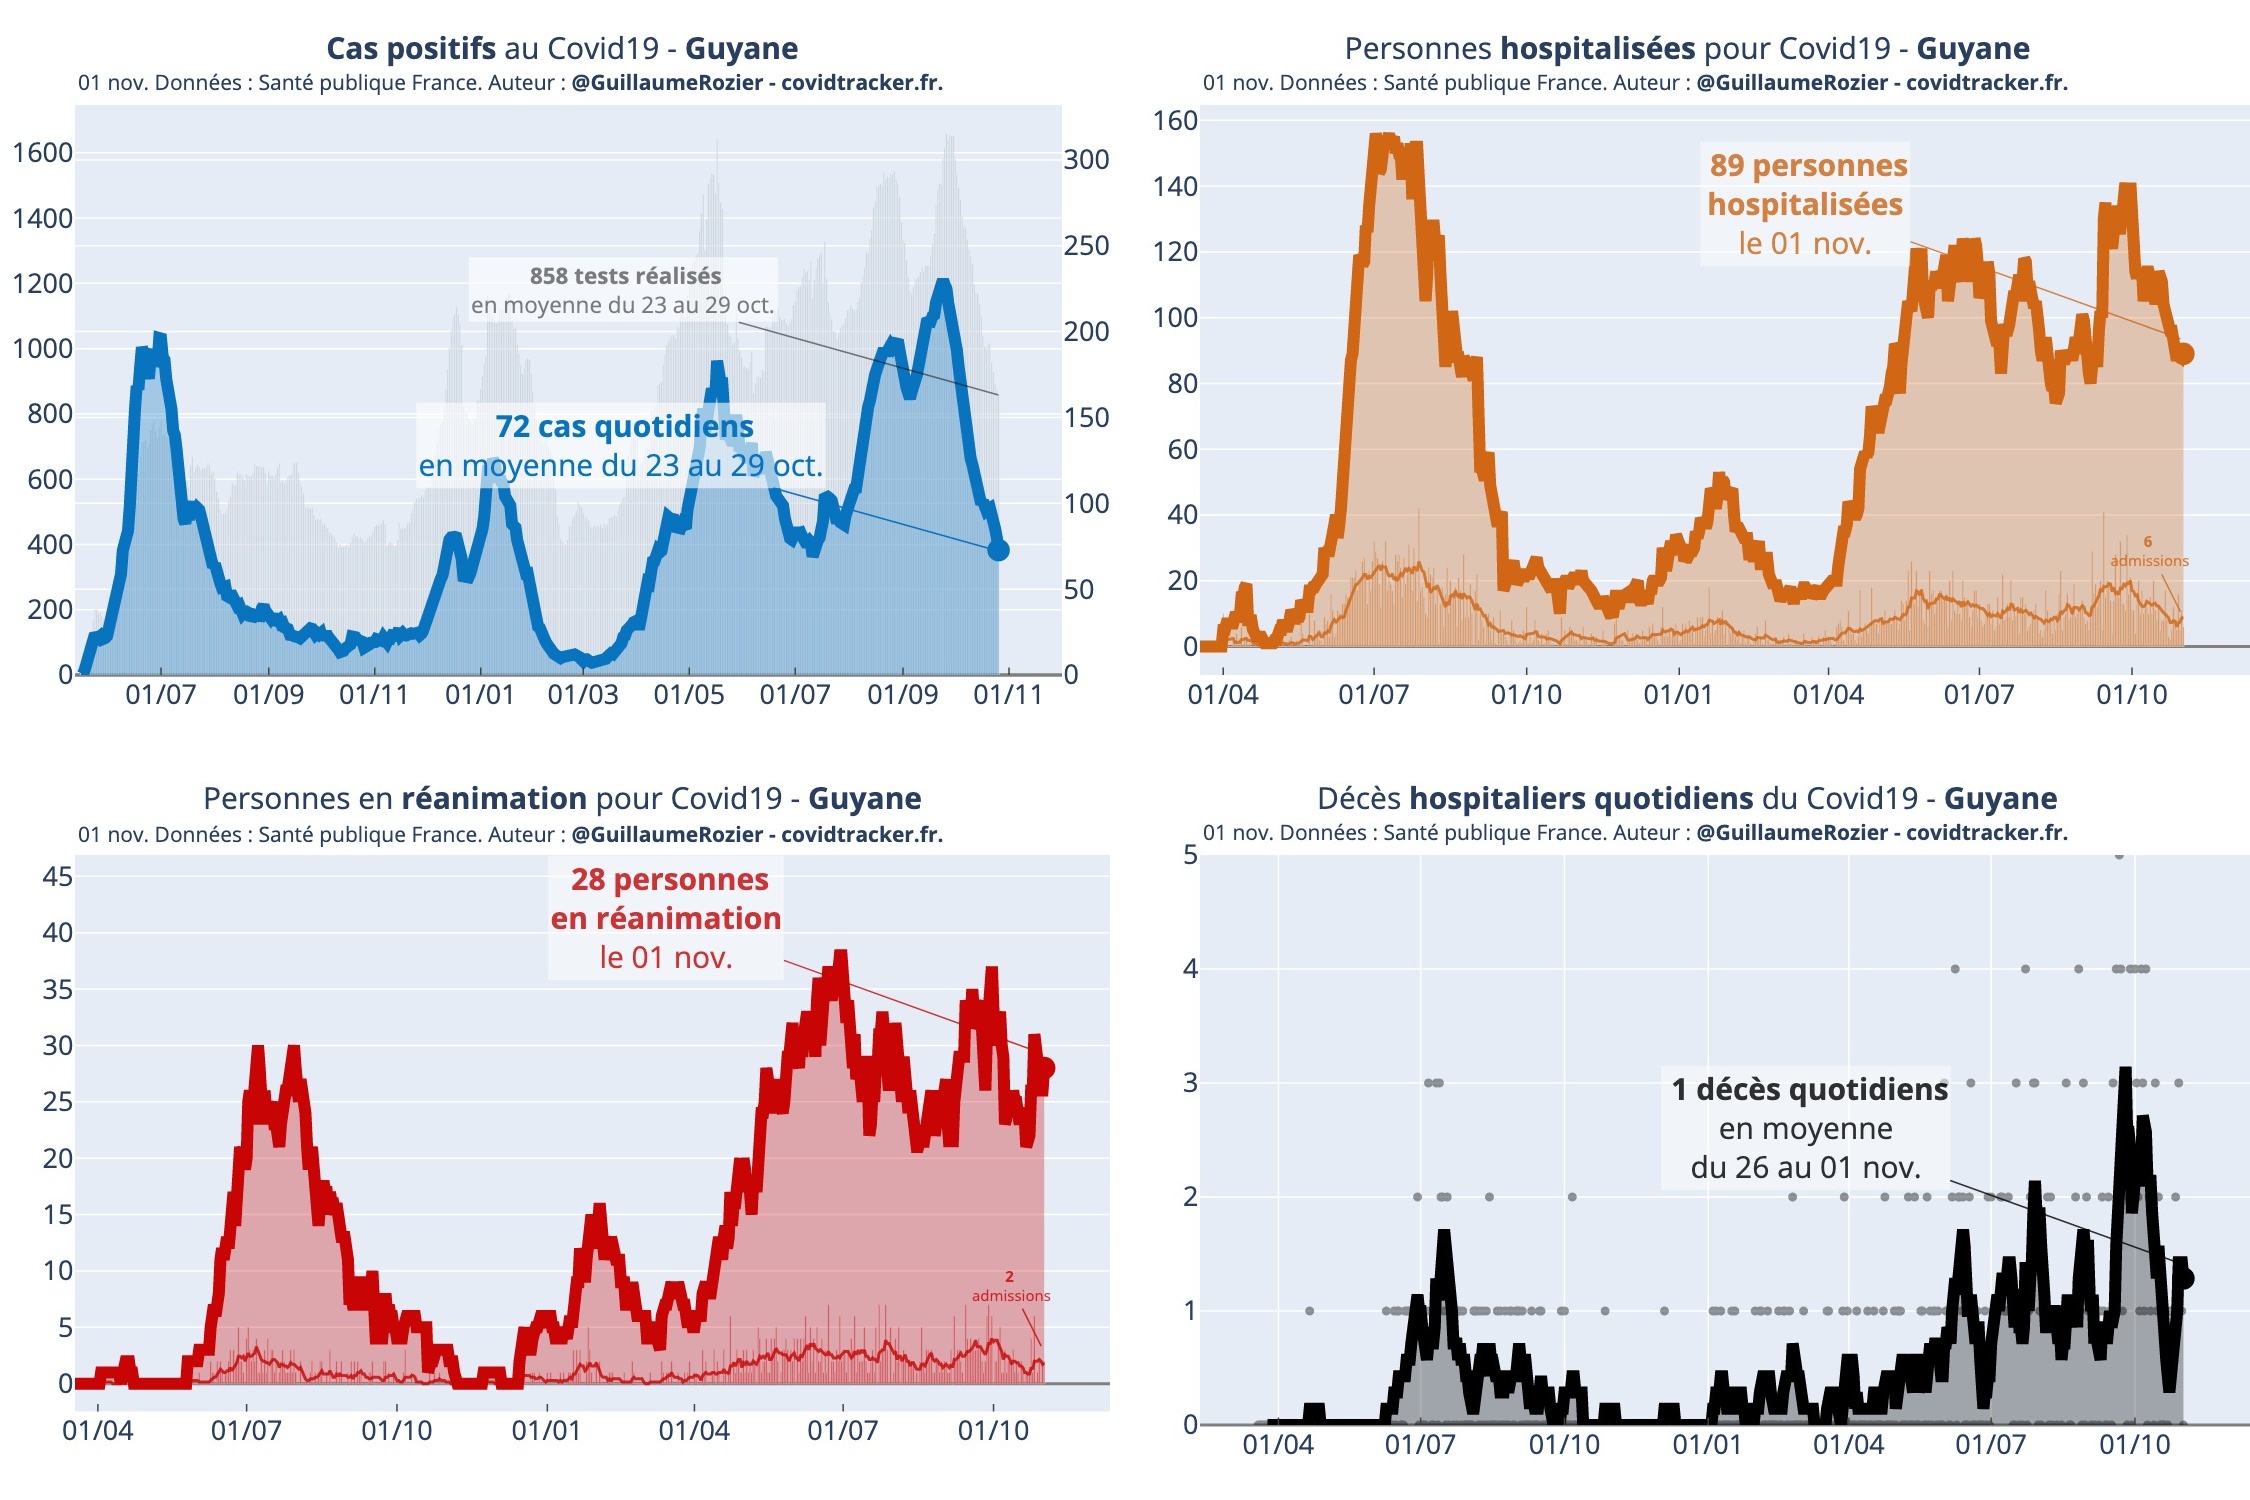 Cas positifs au Covid19 - Guyane
01 nov. Données : Santé publique France. Auteur : @GuillaumeRozier - covidtracker.fr.
1600
1400
1200
1000
800
600
400
200
0
300
250
200
150
100
50
0
858 tests réalisés
en moyenne du 23 au 29 oct.
72 cas quotidiens
en moyenne du 23 au 29 oct.
01/07 01/09 01/11 01/01 01/03 01/05 01/07 01/09 01/11
Personnes hospitalisées pour Covid19 - Guyane
01 nov. Données : Santé publique France. Auteur : @GuillaumeRozier - covidtracker.fr.
160
140
120
100
80
60
40
20
0
89 personnes
hospitalisées
le 01 nov.
6
admissions
01/04 01/07 01/10 01/01 01/04 01/07 01/10
Personnes en réanimation pour Covid19 - Guyane
01 nov. Données : Santé publique France. Auteur : @GuillaumeRozier - covidtracker.fr.
45
40
35
30
25
20
15
10
5
0
28 personnes
en réanimation
le 01 nov.
2
admissions
01/04 01/07 01/10 01/01 01/04 01/07 01/10
Décès hospitaliers quotidiens du Covid19 - Guyane
01 nov. Données : Santé publique France. Auteur : @GuillaumeRozier - covidtracker.fr.
5
4
3
2
1
0
1 décès quotidiens
en moyenne
du 26 au 01 nov.
01/04 01/07 01/10 01/01 01/04 01/07 01/10